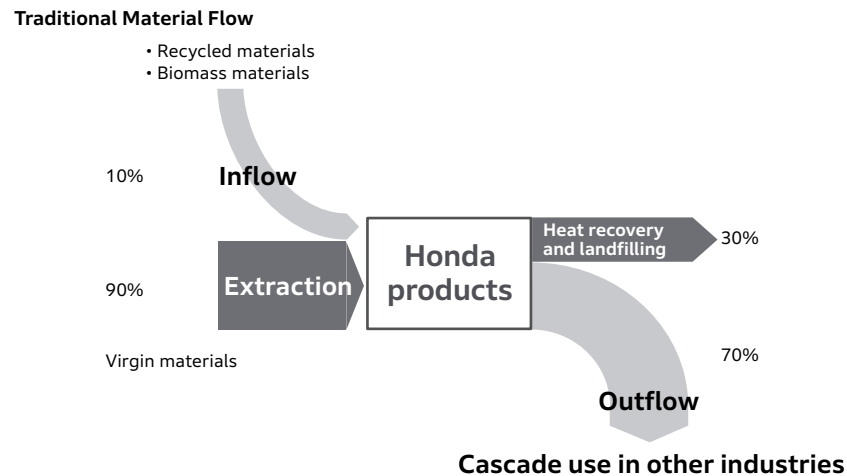 Traditional Material Flow
• Recycled materials
• Biomass materials
10%
Inflow
90%
Extraction
Virgin materials
Honda
products
Heat recovery
and landfilling
30%
70%
Outflow
Cascade use in other industries